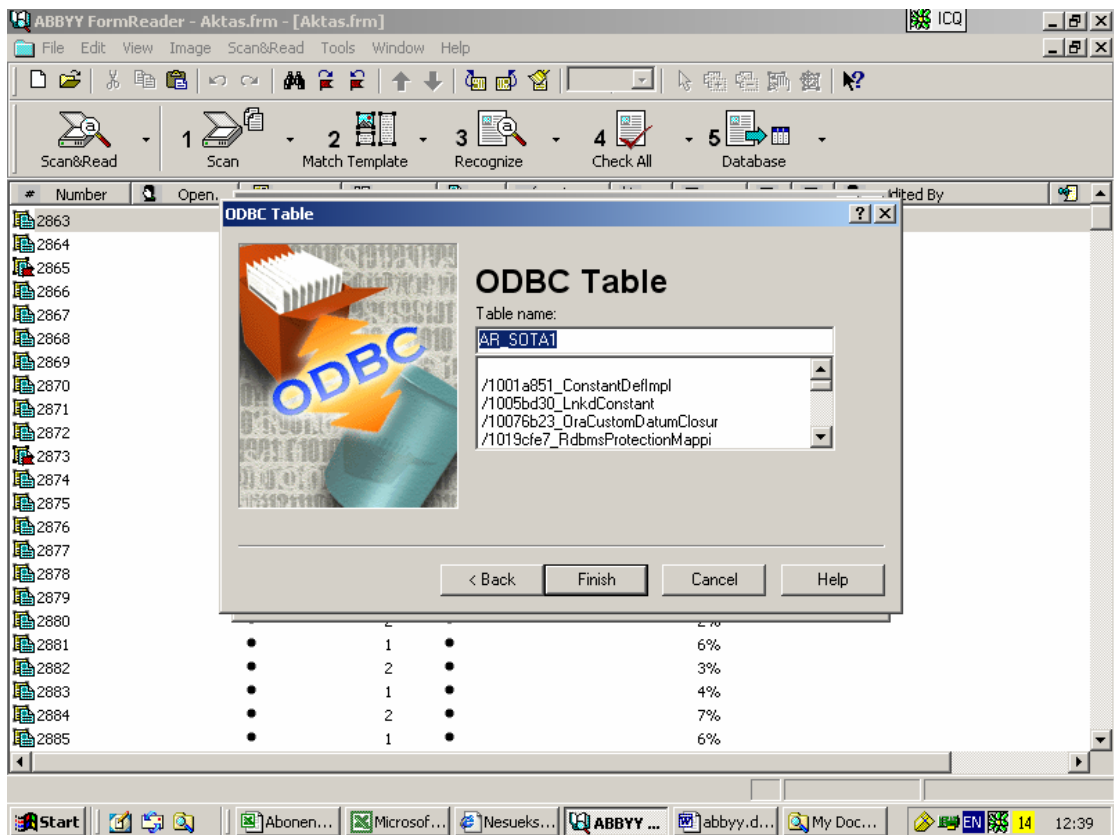 ABBYY FormReader - Aktas.frm - [Aktas.frm]
ICQ
File Edit View Image Scan&Read Tools Window Help
Scan&Read
1 Scan
2 Match Template
3 Recognize
4 Check All
5 Database
# Number Open. dited By
ODBC Table
2863
2864
2865
2866
2867
2868
2869
2870
2871
2872
2873
2874
2875
2876
2877
2878
2879
2880
ODBC
ODBC Table
Table name:
AR_SOTA1
/1001a851_ConstantDefImpl
/1005bd30_LnkdConstant
/10076b23_OraCustomDatumClosur
/1019cfe7_RdbmsProtectionMappi
< Back Finish Cancel Help
2881 1 6%
2882 2 3%
2883 1 4%
2884 2 7%
2885 1 6%
Start Abonen... Microsof... Nesueks... ABBYY ... abbyy.d... My Doc... EN 14 12:39